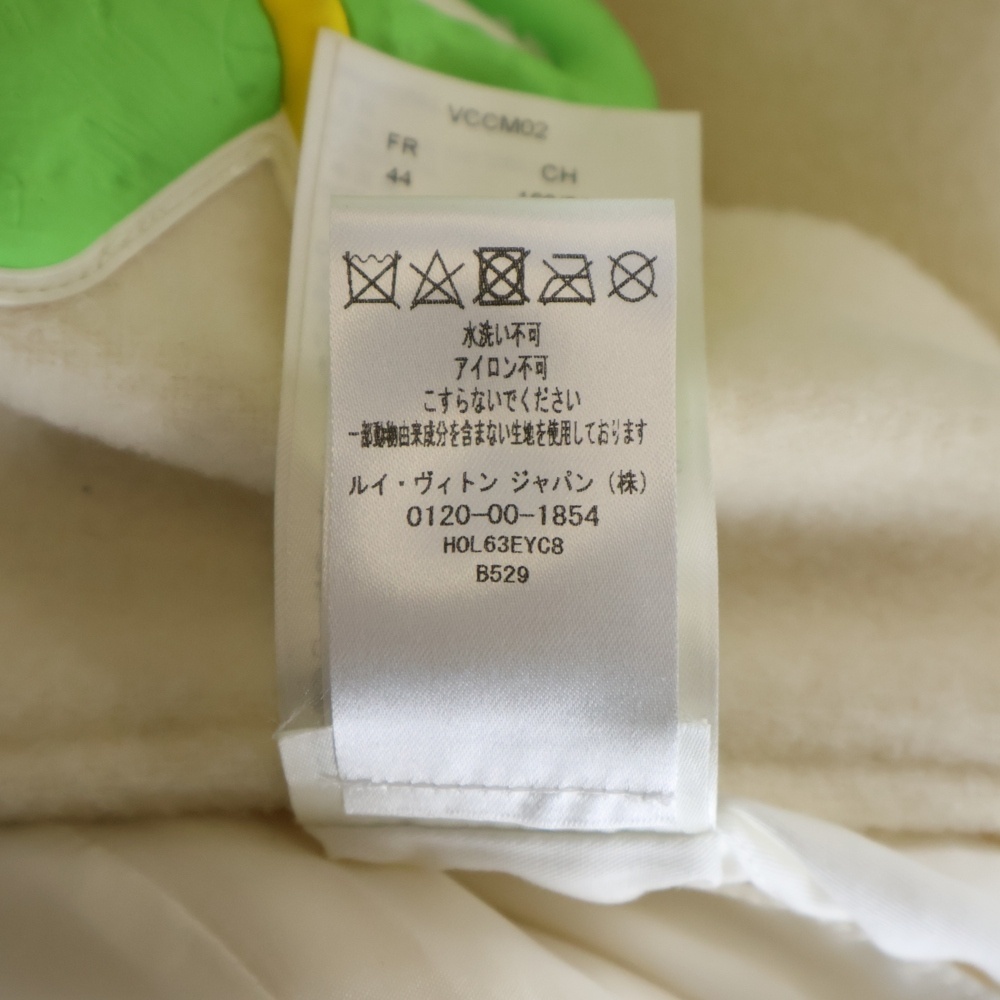 VCCM02
FR
CH
44
水洗い不可
アイロン不可
こすらないでください
一部動物由来成分を含まない生地を使用しております
ルイ・ヴィトン ジャパン（株）
0120-00-1854
HOL63EYC8
B529